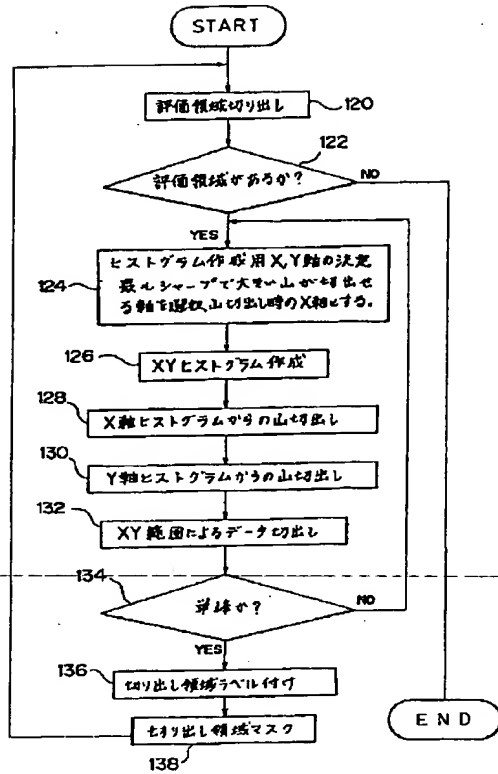 START
評価領域切り出し
120
122
評価領域があるか?
NO
YES
ヒストグラム作成用X,Y軸の決定
最もシャープで大きい山が切出せ
る軸を選択、山切出し時のX軸とする。
124
126
XYヒストグラム作成
128
X軸ヒストグラムからの山切出し
130
Y軸ヒストグラムからの山切出し
132
XY範囲によるデータ切出し
134
単峰か?
NO
YES
136
切り出し領域ラベル付け
切り出し領域マスク
138
END